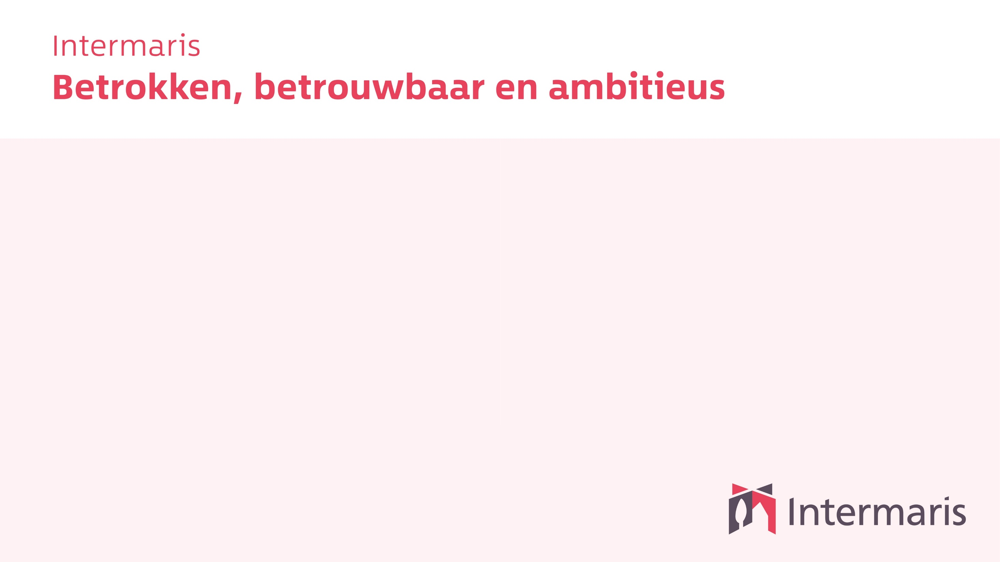 Intermaris
Betrokken, betrouwbaar en ambitieus
Intermaris